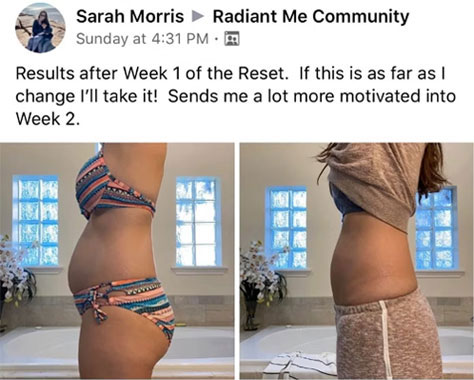 Sarah Morris ▶ Radiant Me Community
Sunday at 4:31 PM ·
Results after Week 1 of the Reset. If this is as far as I
change I’ll take it! Sends me a lot more motivated into
Week 2.